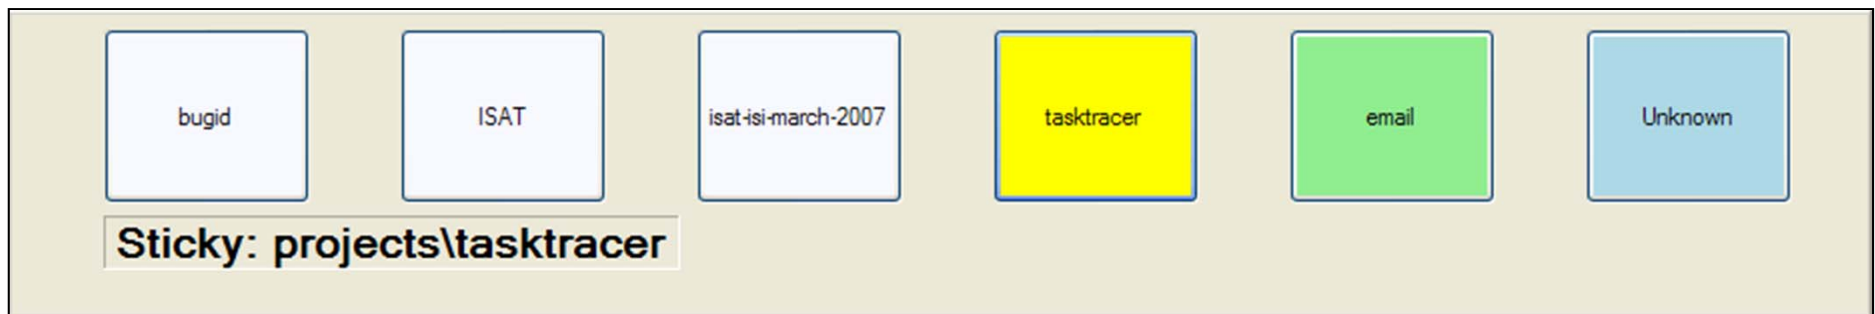 bugid
ISAT
isat-isi-march-2007
tasktracer
email
Unknown
Sticky: projects\tasktracer